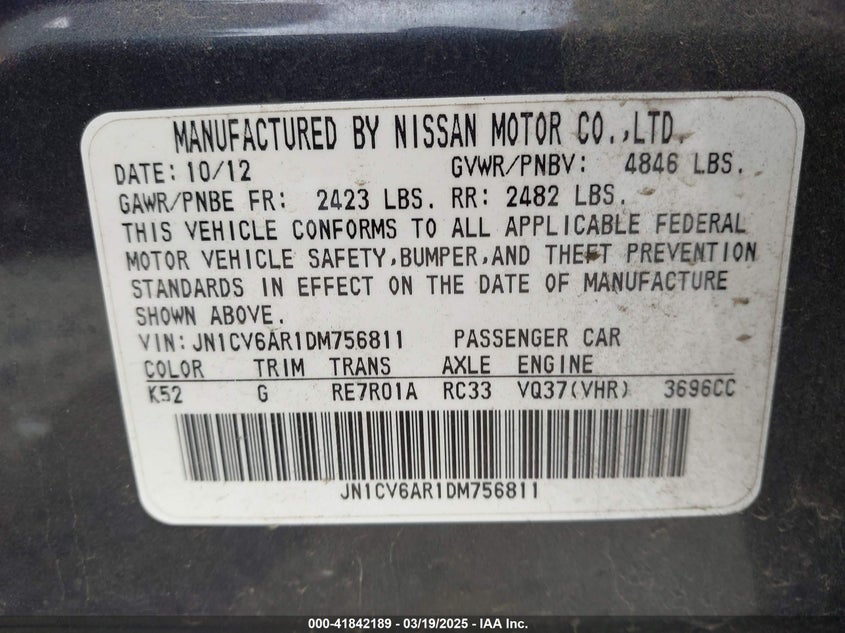 MANUFACTURED BY NISSAN MOTOR CO.,LTD.
DATE: 10/12 GVWR/PNBV: 4846 LBS.
GAWR/PNBE FR: 2423 LBS. RR: 2482 LBS.
THIS VEHICLE CONFORMS TO ALL APPLICABLE FEDERAL
MOTOR VEHICLE SAFETY,BUMPER,AND THEFT PREVENTION
STANDARDS IN EFFECT ON THE DATE OF MANUFACTURE
SHOWN ABOVE.
VIN: JN1CV6AR1DM756811 PASSENGER CAR
COLOR TRIM TRANS AXLE ENGINE
K52 G RE7R01A RC33 VQ37(VHR) 3696CC
JN1CV6AR1DM756811
000-41842189 - 03/19/2025 - IAA Inc.